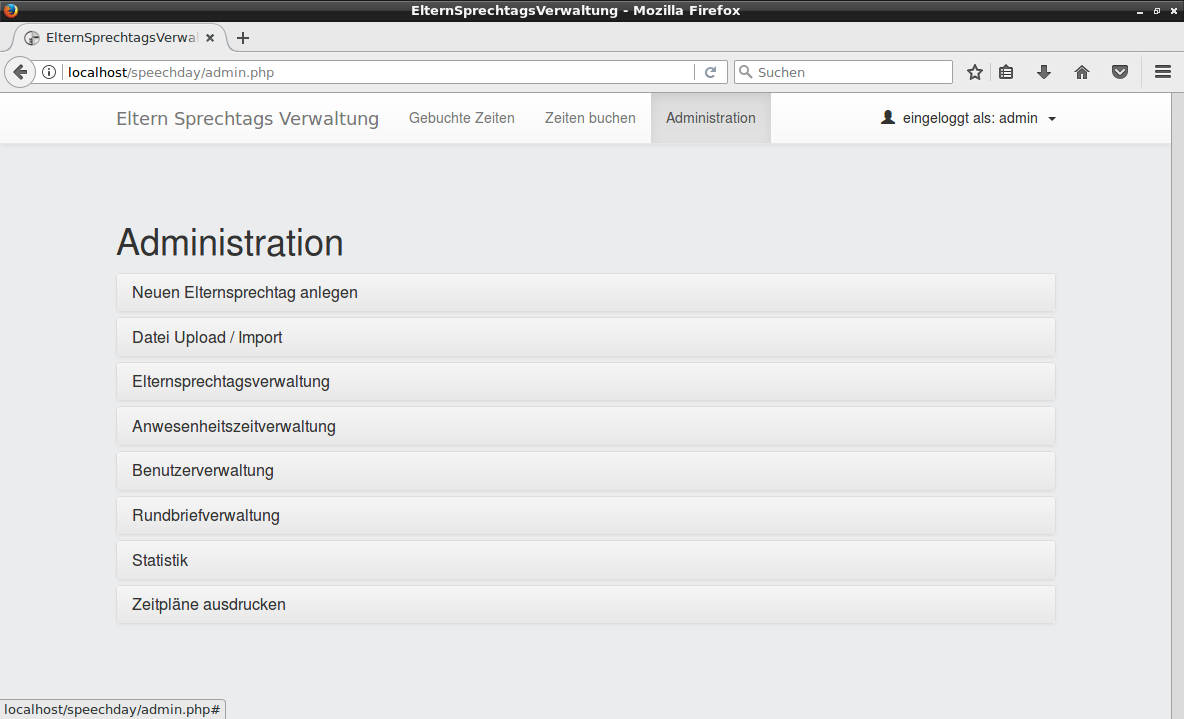 ElternSprechtagsVerwaltung - Mozilla Firefox
ElternSprechtagsVerwal
localhost/speechday/admin.php
Suchen
Eltern Sprechtags Verwaltung Gebuchte Zeiten Zeiten buchen Administration eingeloggt als: admin
Administration
Neuen Elternsprechtag anlegen
Datei Upload / Import
Elternsprechtagsverwaltung
Anwesenheitszeitverwaltung
Benutzerverwaltung
Rundbriefverwaltung
Statistik
Zeitpläne ausdrucken
localhost/speechday/admin.php#